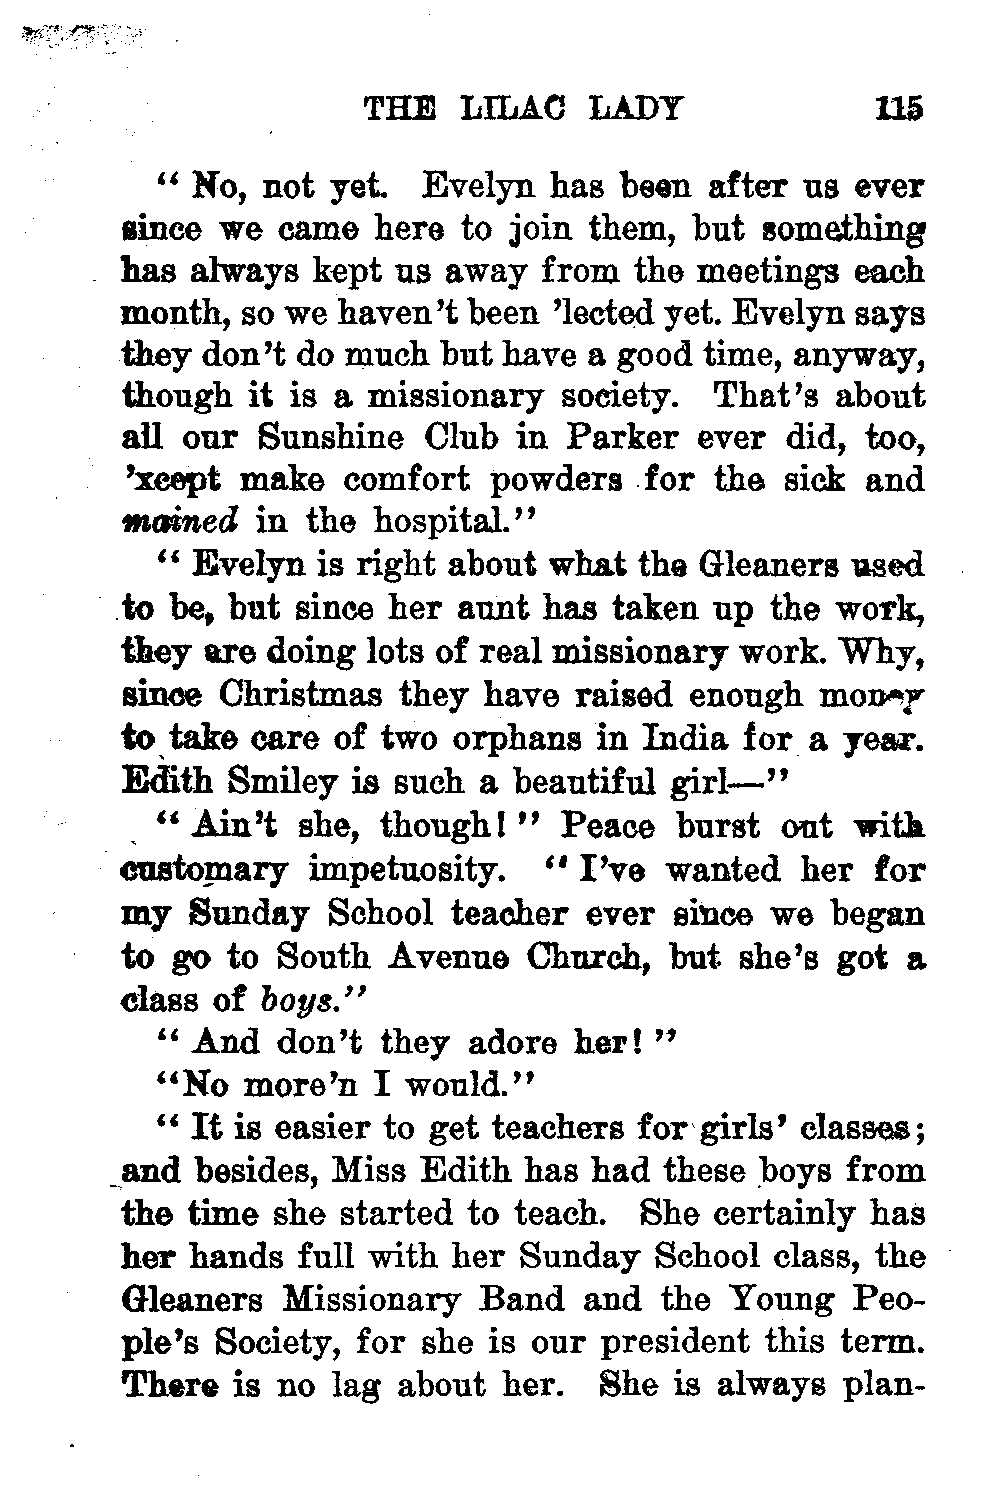 THE LILAC LADY 115
" No, not yet. Evelyn has been after us ever
since we came here to join them, but something
has always kept us away from the meetings each
month, so we haven't been 'lected yet. Evelyn says
they don't do much but have a good time, anyway,
though it is a missionary society. That's about
all our Sunshine Club in Parker ever did, too,
'xcept make comfort powders for the sick and
mained in the hospital."
" Evelyn is right about what the Gleaners used
to be, but since her aunt has taken up the work,
they are doing lots of real missionary work. Why,
since Christmas they have raised enough money
to take care of two orphans in India for a year.
Edith Smiley is such a beautiful girl—"
" Ain't she, though! " Peace burst out with
customary impetuosity. " I've wanted her for
my Sunday School teacher ever since we began
to go to South Avenue Church, but she's got a
class of boys."
" And don't they adore her! "
"No more'n I would."
" It is easier to get teachers for girls' classes;
and besides, Miss Edith has had these boys from
the time she started to teach. She certainly has
her hands full with her Sunday School class, the
Gleaners Missionary Band and the Young Peo-
ple's Society, for she is our president this term.
There is no lag about her. She is always plan-